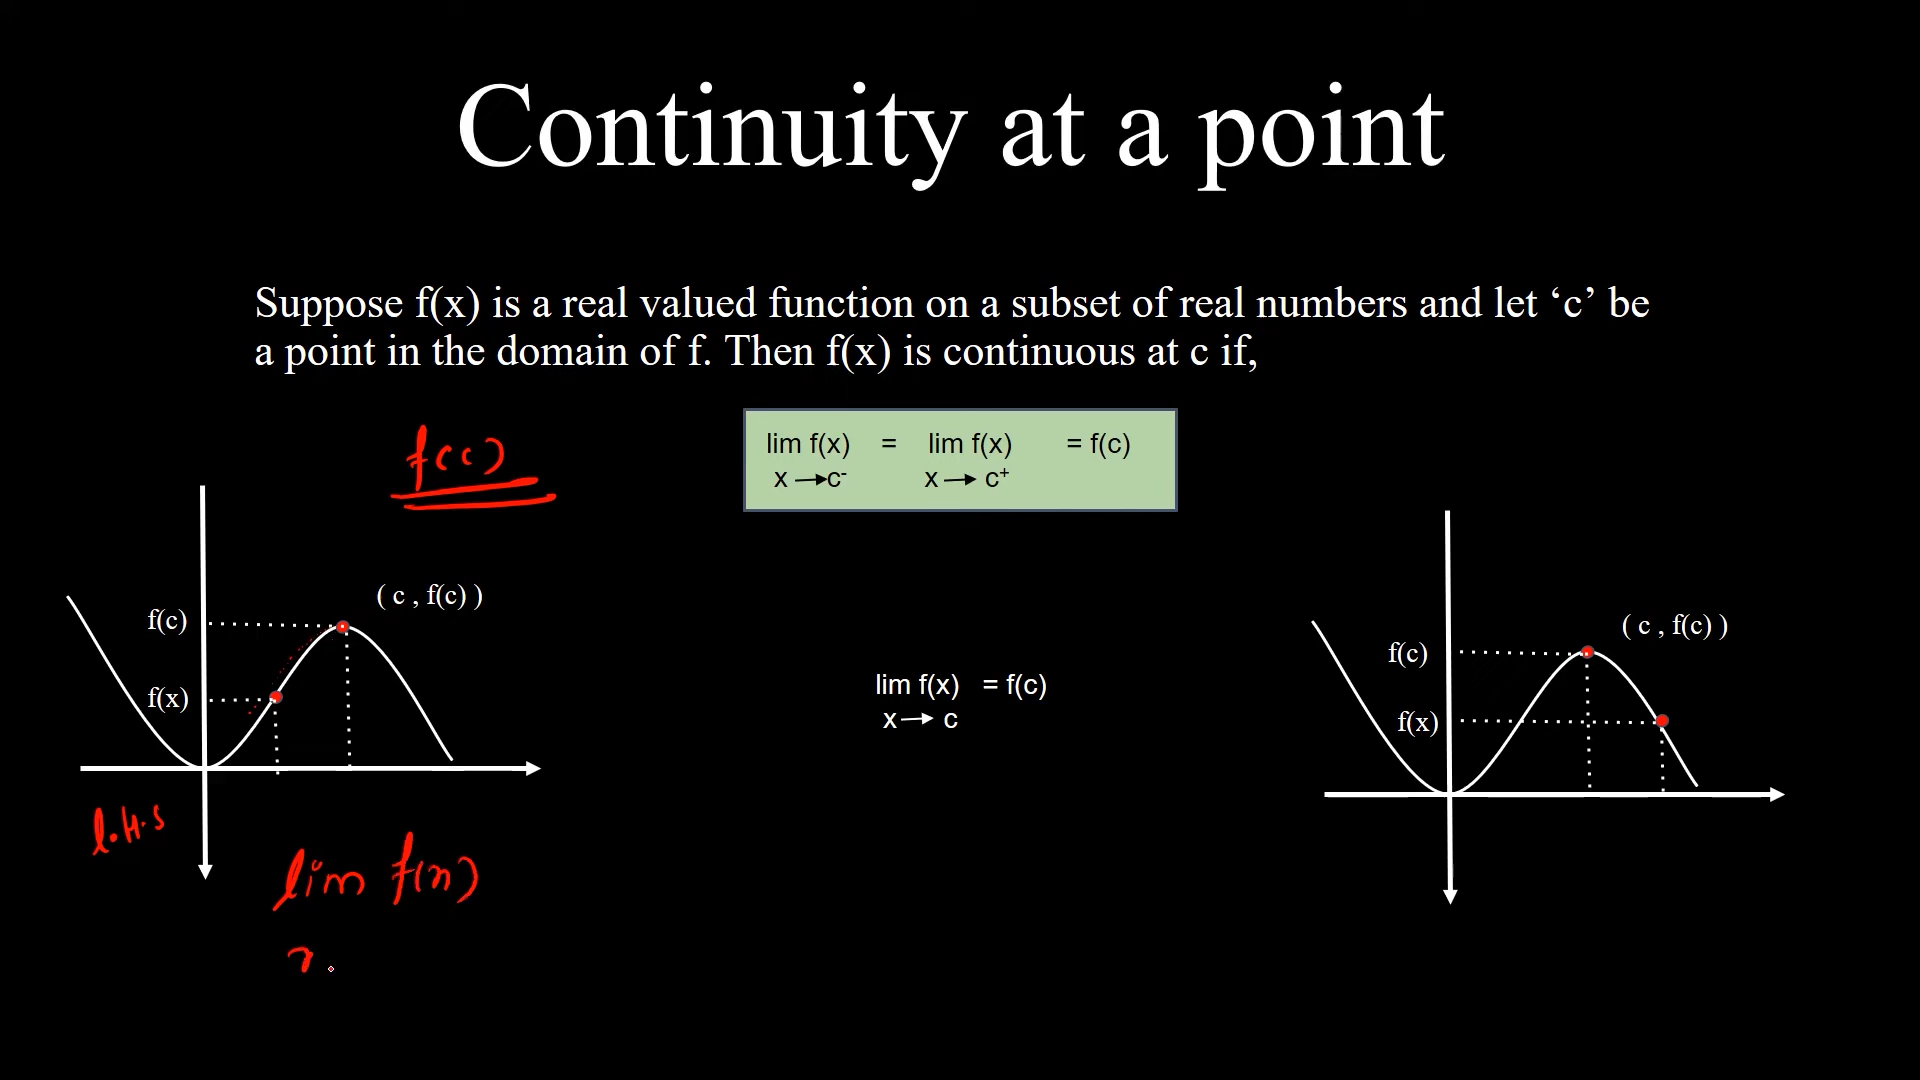 Continuity at a point
Suppose f(x) is a real valued function on a subset of real numbers and let ‘c’ be
a point in the domain of f. Then f(x) is continuous at c if,
lim f(x) = lim f(x) = f(c)
x → c⁻ x → c⁺
f(c)
( c , f(c) )
f(c)
f(x)
lim f(x) = f(c)
x → c
( c , f(c) )
f(c)
f(x)
l.H.S
lim f(x)
x